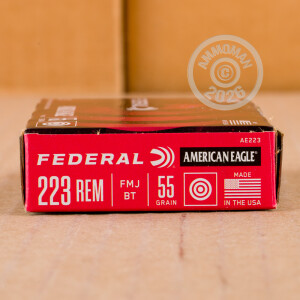 AMMOMAN
©
2026
AE223
FEDERAL AMERICAN EAGLE®
223 REM
FMJ
BT
55
GRAIN
MADE
IN THE USA